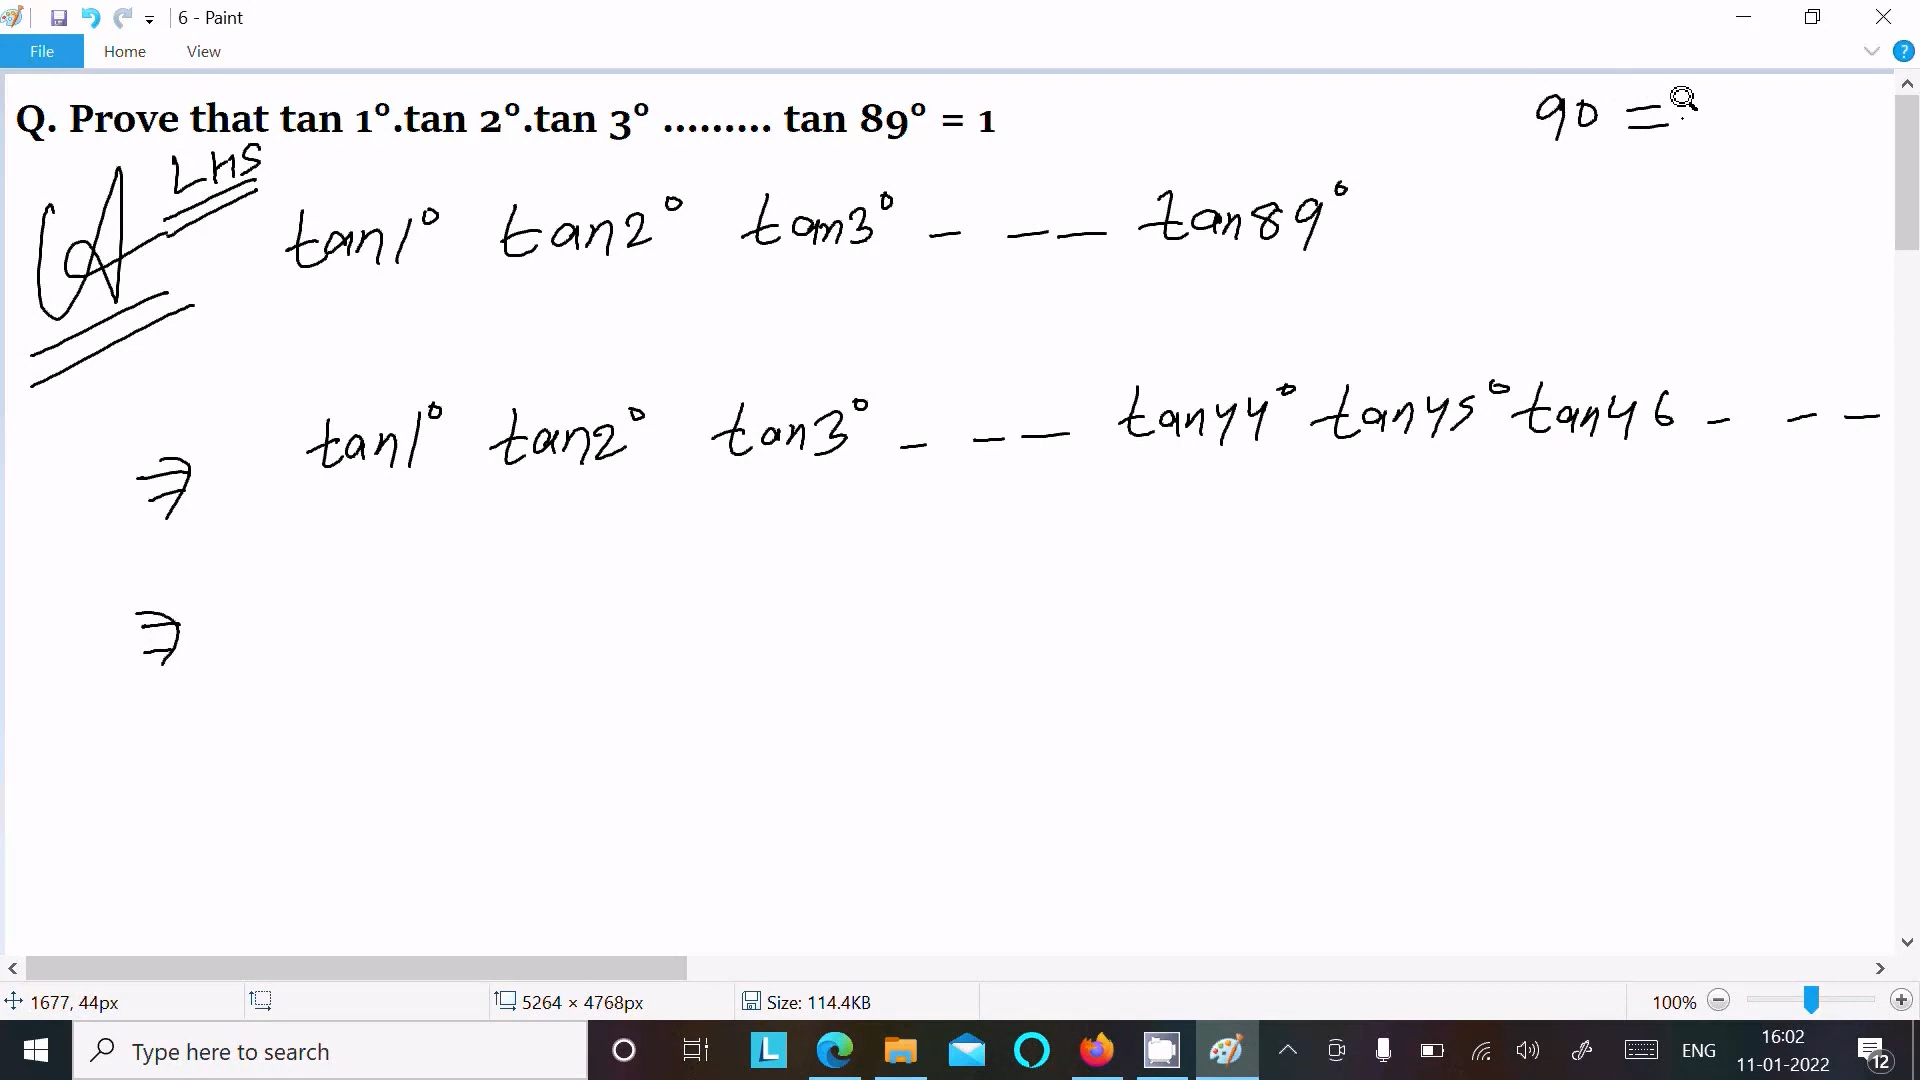 6 - Paint
File Home View
Q. Prove that tan 1°.tan 2°.tan 3° ......... tan 89° = 1
90 =
A LHS
tan1° tan2° tan3° - - - tan89°
⇒ tan1° tan2° tan3° - - - tan44° tan45° tan46 - - -
⇒
1677, 44px 5264 × 4768px Size: 114.4KB 100%
Type here to search
L
ENG
16:02
11-01-2022
12